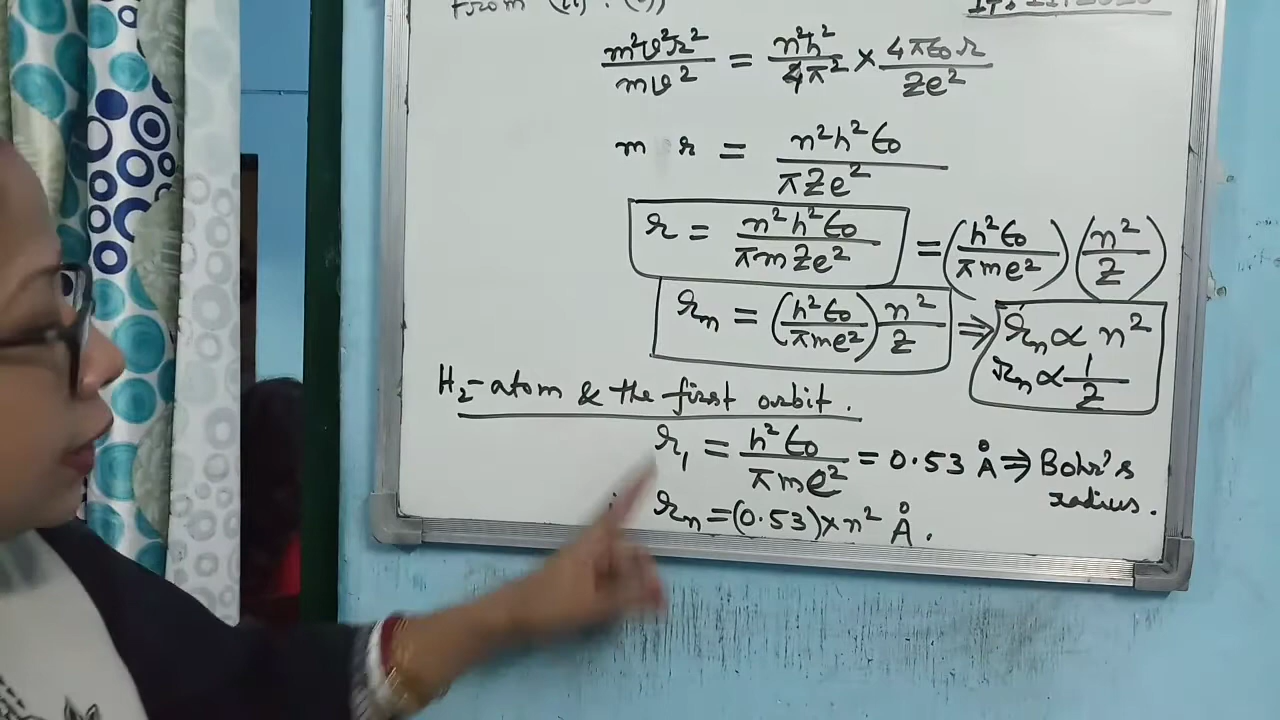 from
m²v²r²/mv² = n²h²/4π² × 4πε₀r/Ze²
m r = n²h²ε₀/πZe²
r = n²h²ε₀/πmZe² = (h²ε₀/πme²)(n²/Z)
rₙ = (h²ε₀/πme²) n²/Z ⇒ rₙ ∝ n²
rₙ ∝ 1/Z
H₂-atom & the first orbit.
r₁ = h²ε₀/πme² = 0.53 Å ⇒ Bohr's
radius.
rₙ = (0.53)×n² Å.